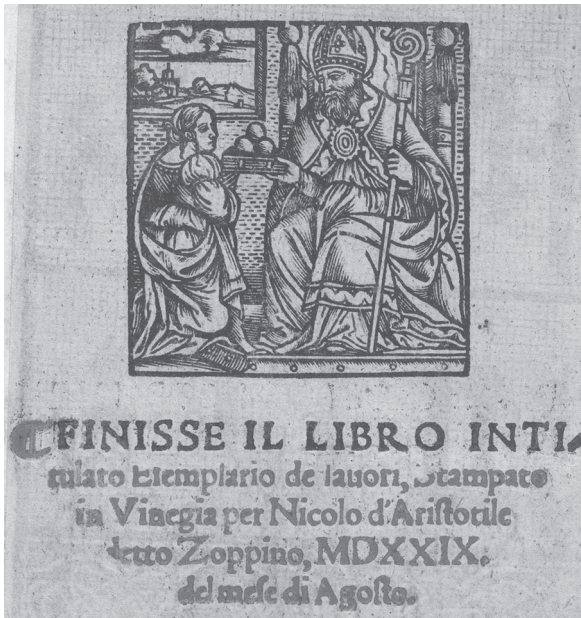 FINISSE IL LIBRO INTI-
tulato Esemplario de lauori, Stampato
in Vinegia per Nicolo d'Ariſtotile
detto Zoppino, MDXXIX.
del meſe di Agoſto.